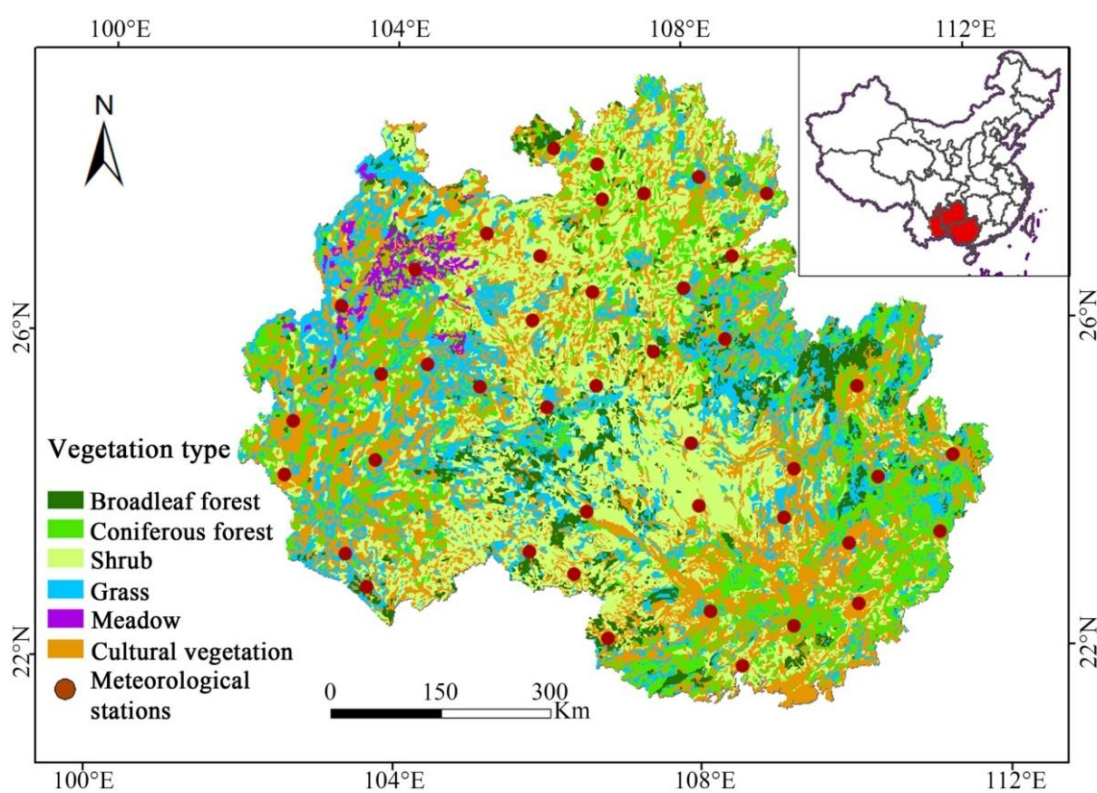 100°E 104°E 108°E 112°E
N
26°N 26°N
Vegetation type
Broadleaf forest
Coniferous forest
Shrub
Grass
Meadow
22°N 22°N
Cultural vegetation
Meteorological
stations
0 150 300
Km
100°E 104°E 108°E 112°E